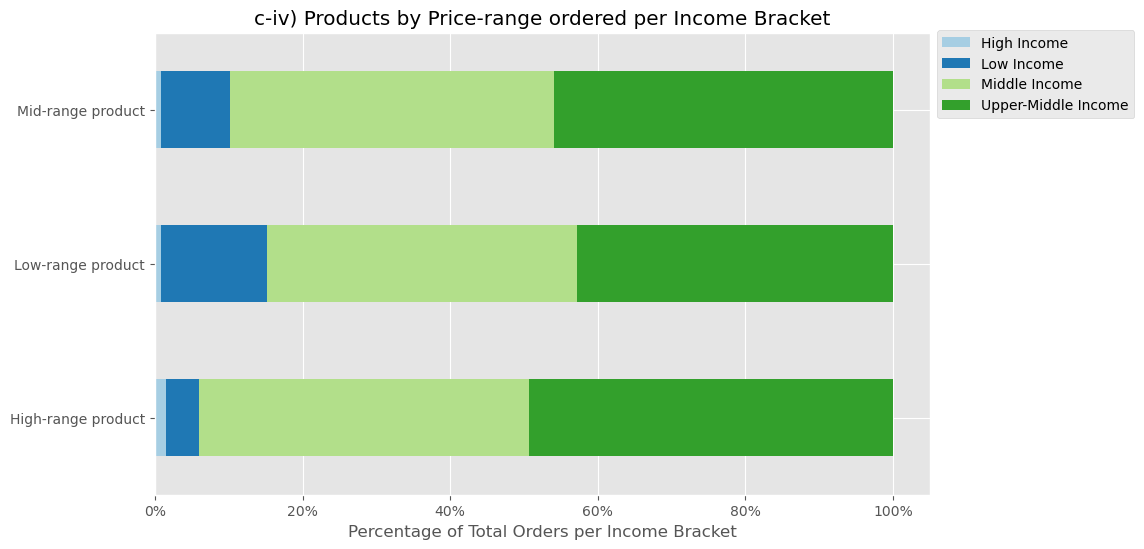 c-iv) Products by Price-range ordered per Income Bracket
High Income
Low Income
Middle Income
Upper-Middle Income
Mid-range product
Low-range product
High-range product
0% 20% 40% 60% 80% 100%
Percentage of Total Orders per Income Bracket